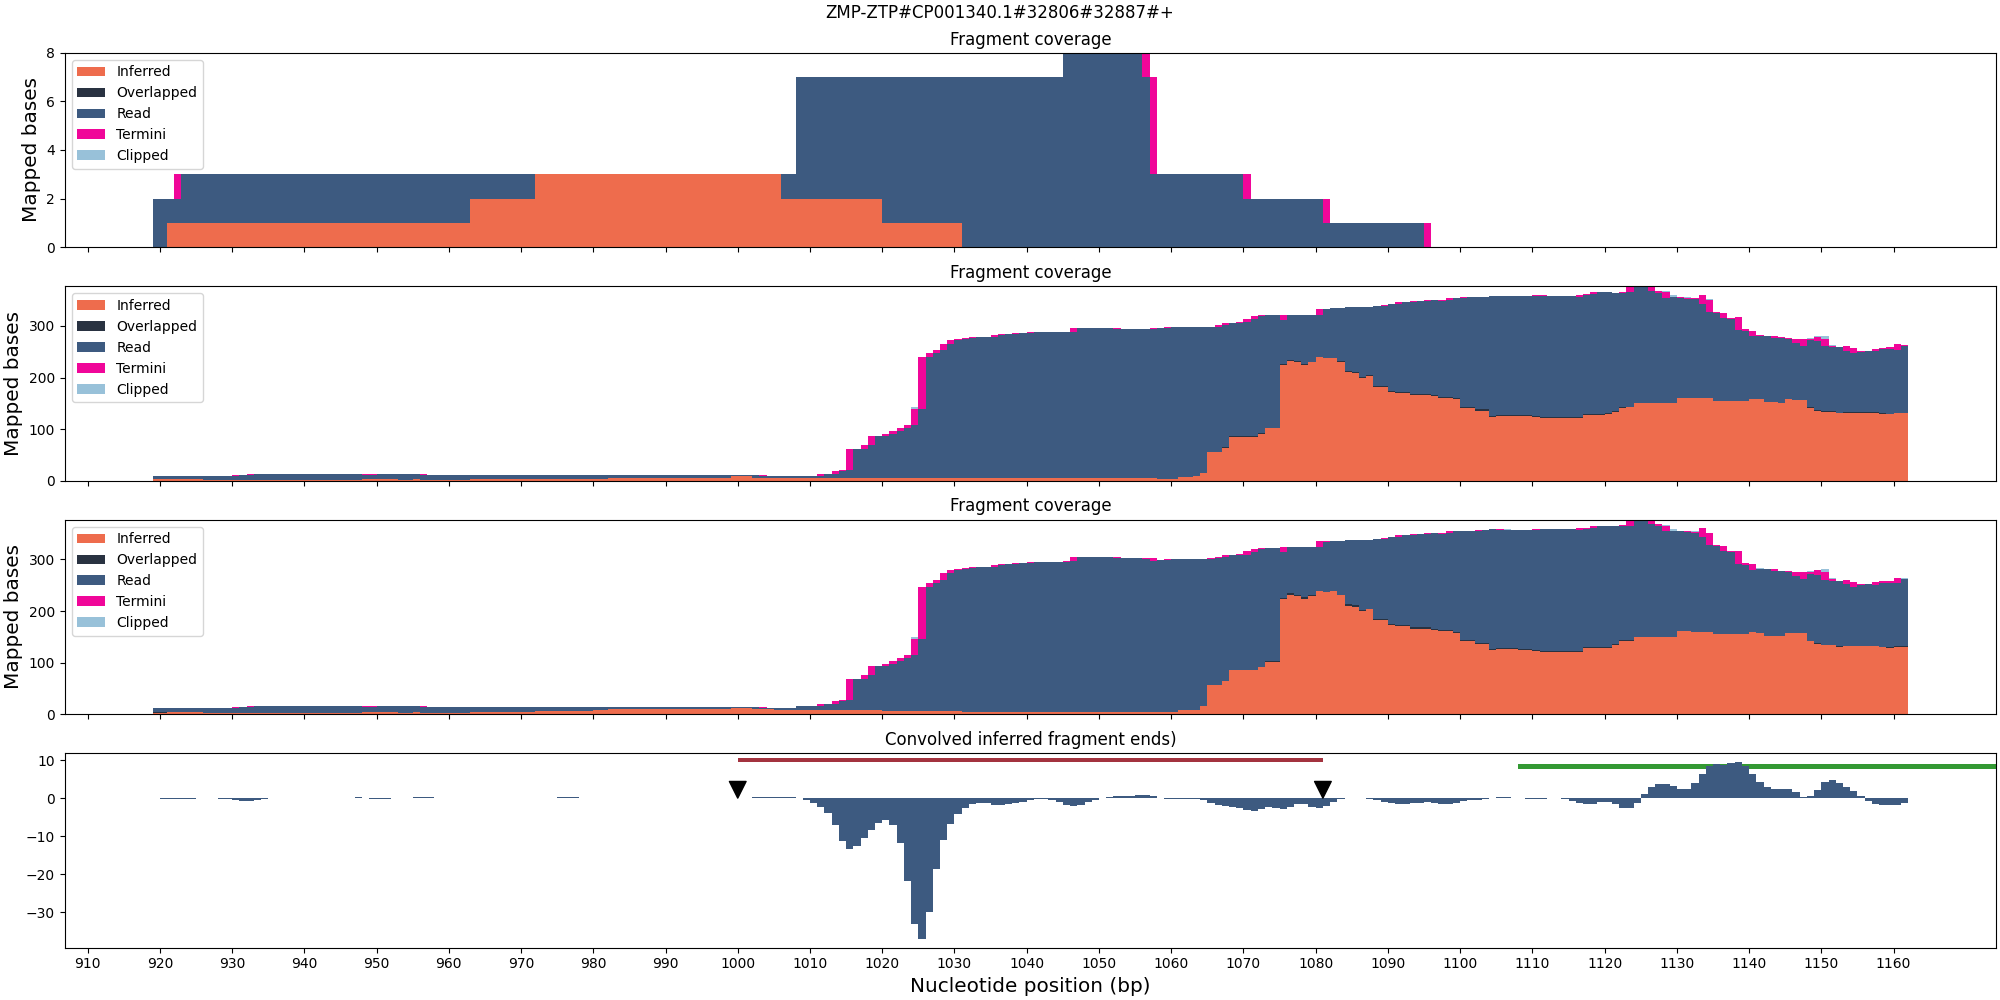 ZMP-ZTP#CP001340.1#32806#32887#+
Fragment coverage
Mapped bases
8
6
4
2
0
Inferred
Overlapped
Read
Termini
Clipped
Fragment coverage
Mapped bases
300
200
100
0
Inferred
Overlapped
Read
Termini
Clipped
Fragment coverage
Mapped bases
300
200
100
0
Inferred
Overlapped
Read
Termini
Clipped
Convolved inferred fragment ends)
10
0
−10
−20
−30
910 920 930 940 950 960 970 980 990 1000 1010 1020 1030 1040 1050 1060 1070 1080 1090 1100 1110 1120 1130 1140 1150 1160
Nucleotide position (bp)